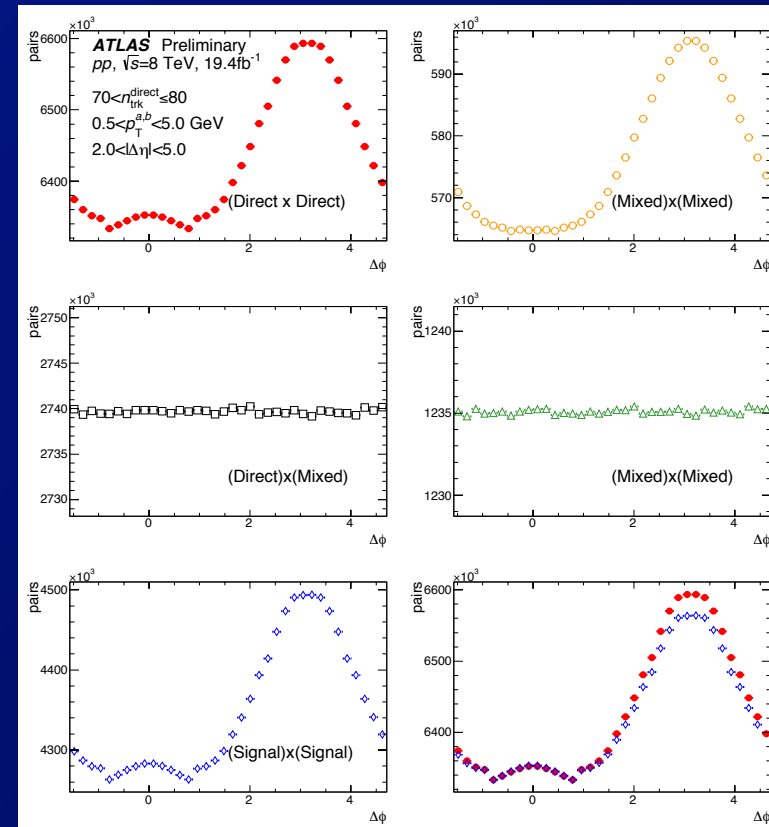 ×10³
pairs
6600
6500
6400
ATLAS Preliminary
pp, √s=8 TeV, 19.4fb⁻¹
70<n_trk^direct≤80
0.5<p_T^{a,b}<5.0 GeV
2.0<|Δη|<5.0
(Direct x Direct)
0 2 4
Δϕ
×10³
pairs
590
580
570
(Mixed)x(Mixed)
0 2 4
Δϕ
×10³
pairs
2750
2745
2740
2735
2730
(Direct)x(Mixed)
0 2 4
Δϕ
×10³
pairs
1240
1235
1230
(Mixed)x(Mixed)
0 2 4
Δϕ
×10³
pairs
4500
4400
4300
(Signal)x(Signal)
0 2 4
Δϕ
×10³
pairs
6600
6500
6400
0 2 4
Δϕ